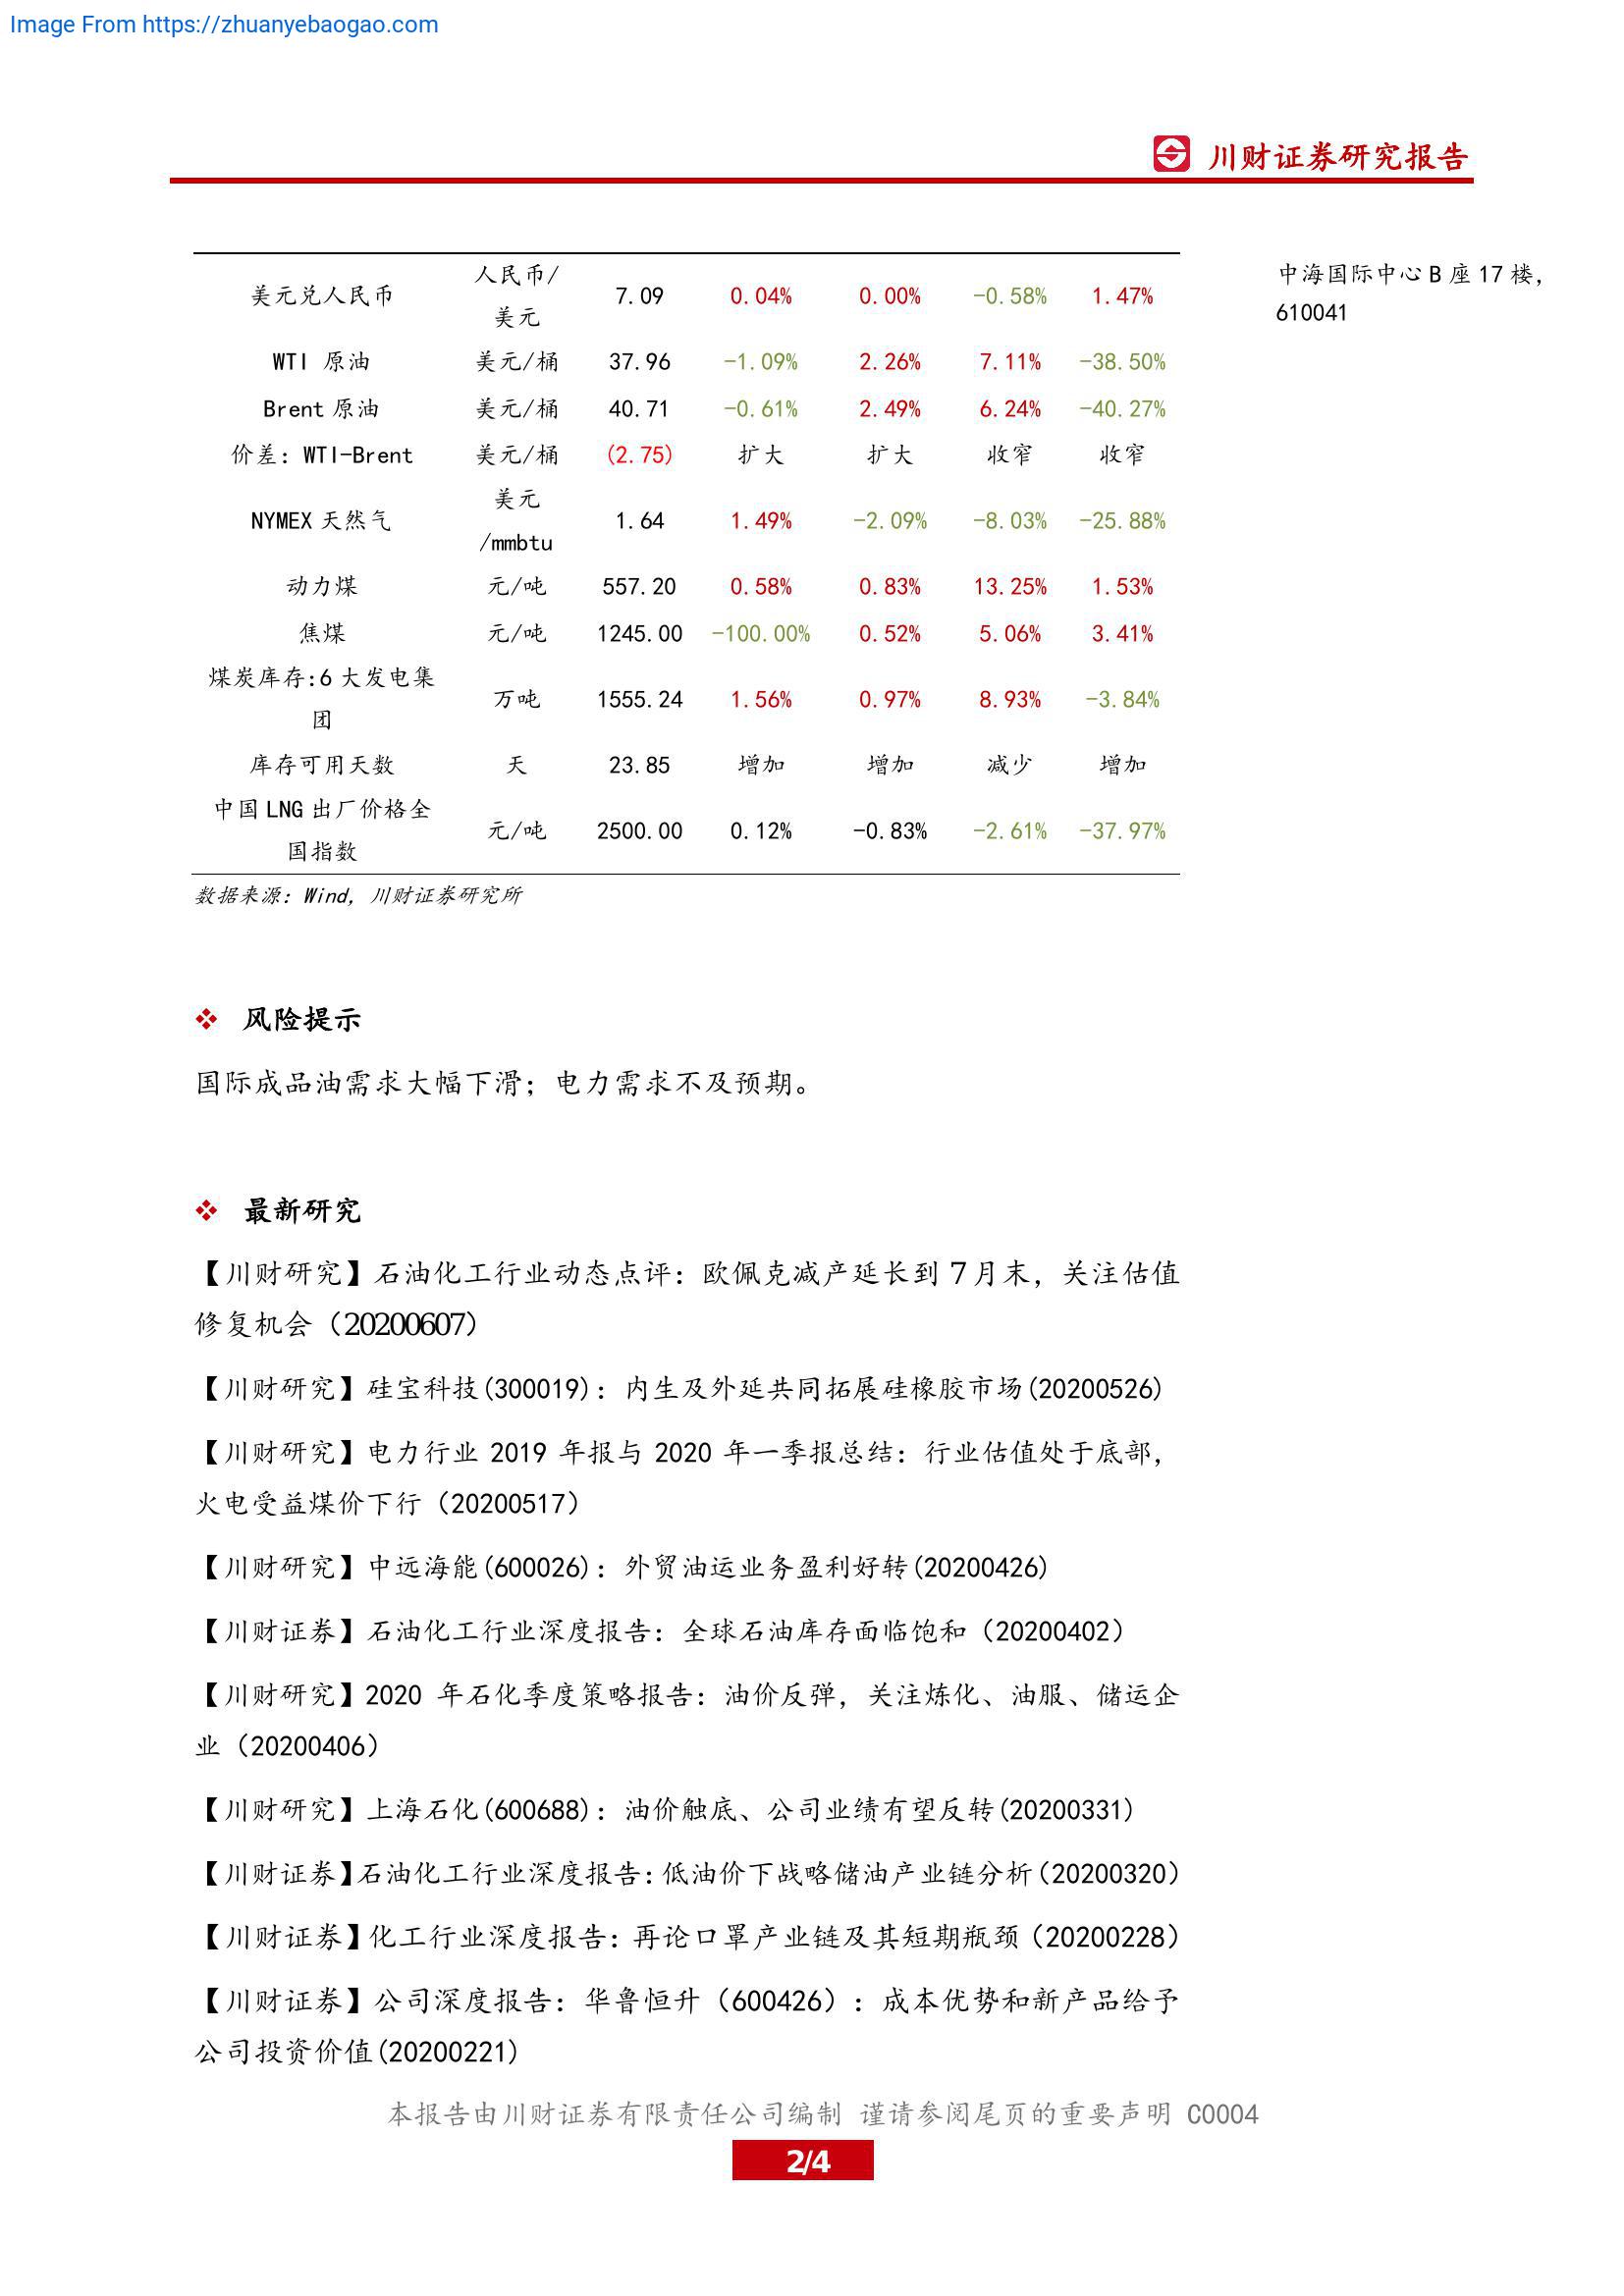 Image From https://zhuanyebaogao.com
川财证券研究报告
中海国际中心 B 座 17 楼，
610041
美元兑人民币 人民币/美元 7.09 0.04% 0.00% -0.58% 1.47%
WTI 原油 美元/桶 37.96 -1.09% 2.26% 7.11% -38.50%
Brent 原油 美元/桶 40.71 -0.61% 2.49% 6.24% -40.27%
价差：WTI-Brent 美元/桶 (2.75) 扩大 扩大 收窄 收窄
NYMEX 天然气 美元/mmbtu 1.64 1.49% -2.09% -8.03% -25.88%
动力煤 元/吨 557.20 0.58% 0.83% 13.25% 1.53%
焦煤 元/吨 1245.00 -100.00% 0.52% 5.06% 3.41%
煤炭库存:6 大发电集团 万吨 1555.24 1.56% 0.97% 8.93% -3.84%
库存可用天数 天 23.85 增加 增加 减少 增加
中国 LNG 出厂价格全国指数 元/吨 2500.00 0.12% -0.83% -2.61% -37.97%
数据来源：Wind，川财证券研究所
❖ 风险提示
国际成品油需求大幅下滑；电力需求不及预期。
❖ 最新研究
【川财研究】石油化工行业动态点评：欧佩克减产延长到 7 月末，关注估值
修复机会（20200607）
【川财研究】硅宝科技(300019)：内生及外延共同拓展硅橡胶市场(20200526)
【川财研究】电力行业 2019 年报与 2020 年一季报总结：行业估值处于底部，
火电受益煤价下行（20200517）
【川财研究】中远海能(600026)：外贸油运业务盈利好转(20200426)
【川财证券】石油化工行业深度报告：全球石油库存面临饱和（20200402）
【川财研究】2020 年石化季度策略报告：油价反弹，关注炼化、油服、储运企
业（20200406）
【川财研究】上海石化(600688)：油价触底、公司业绩有望反转(20200331)
【川财证券】石油化工行业深度报告：低油价下战略储油产业链分析（20200320）
【川财证券】化工行业深度报告：再论口罩产业链及其短期瓶颈（20200228）
【川财证券】公司深度报告：华鲁恒升（600426）：成本优势和新产品给予
公司投资价值(20200221)
本报告由川财证券有限责任公司编制 谨请参阅尾页的重要声明 C0004
2/4